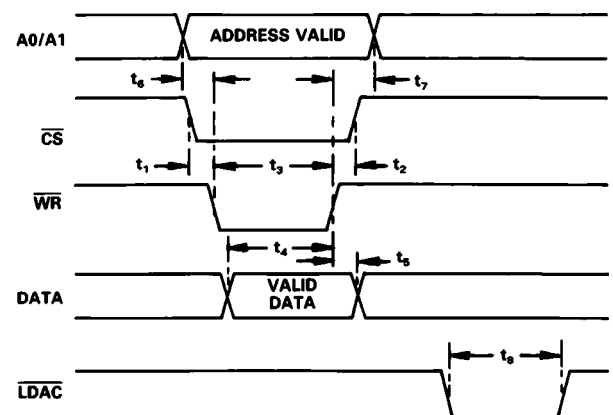 A0/A1
ADDRESS VALID
t6
t7
CS
t1
t3
t2
WR
t4
t5
DATA
VALID
DATA
t8
LDAC